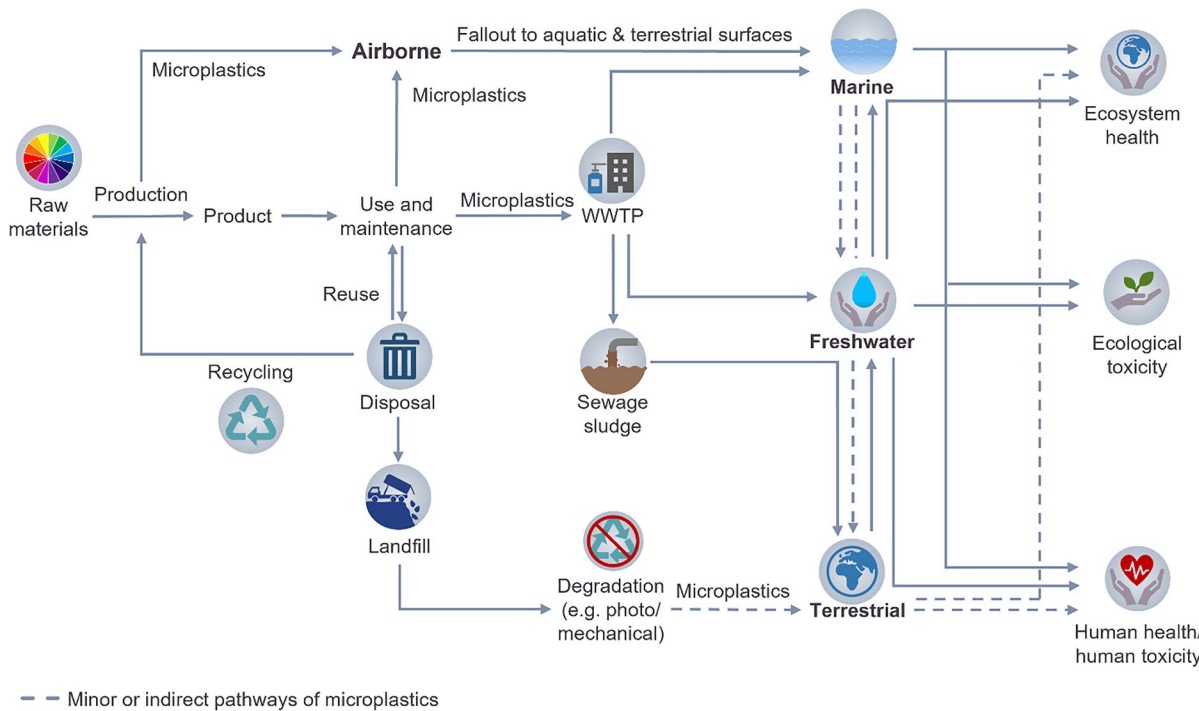 Airborne
Fallout to aquatic & terrestrial surfaces
Microplastics
Microplastics
Marine
Ecosystem
health
Production
Raw
materials
Product
Use and
maintenance
Microplastics
WWTP
Reuse
Freshwater
Ecological
toxicity
Recycling
Disposal
Sewage
sludge
Landfill
Degradation
(e.g. photo/
mechanical)
Microplastics
Terrestrial
Human health/
human toxicity
Minor or indirect pathways of microplastics